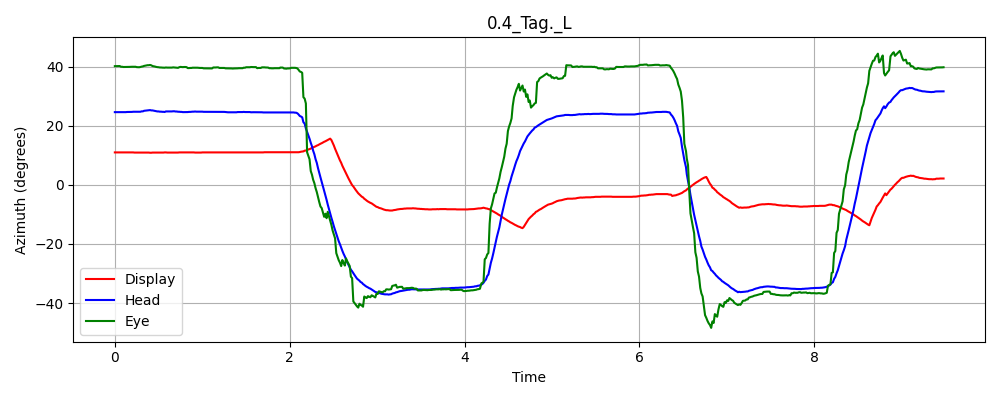 0.4_Tag._L
Azimuth (degrees)
40
20
0
−20
−40
Display
Head
Eye
0 2 4 6 8
Time